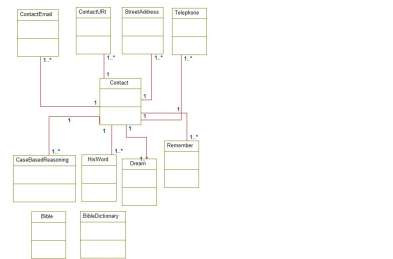 ContactEmail
ContactURI
StreetAddress
Telephone
1..*
1..*
1..*
1..*
1
Contact
1
1
1
1
1
1
1
1..*
1..*
1..*
1..*
CaseBasedReasoning
HisWord
Dream
Remember
Bible
BibleDictionary